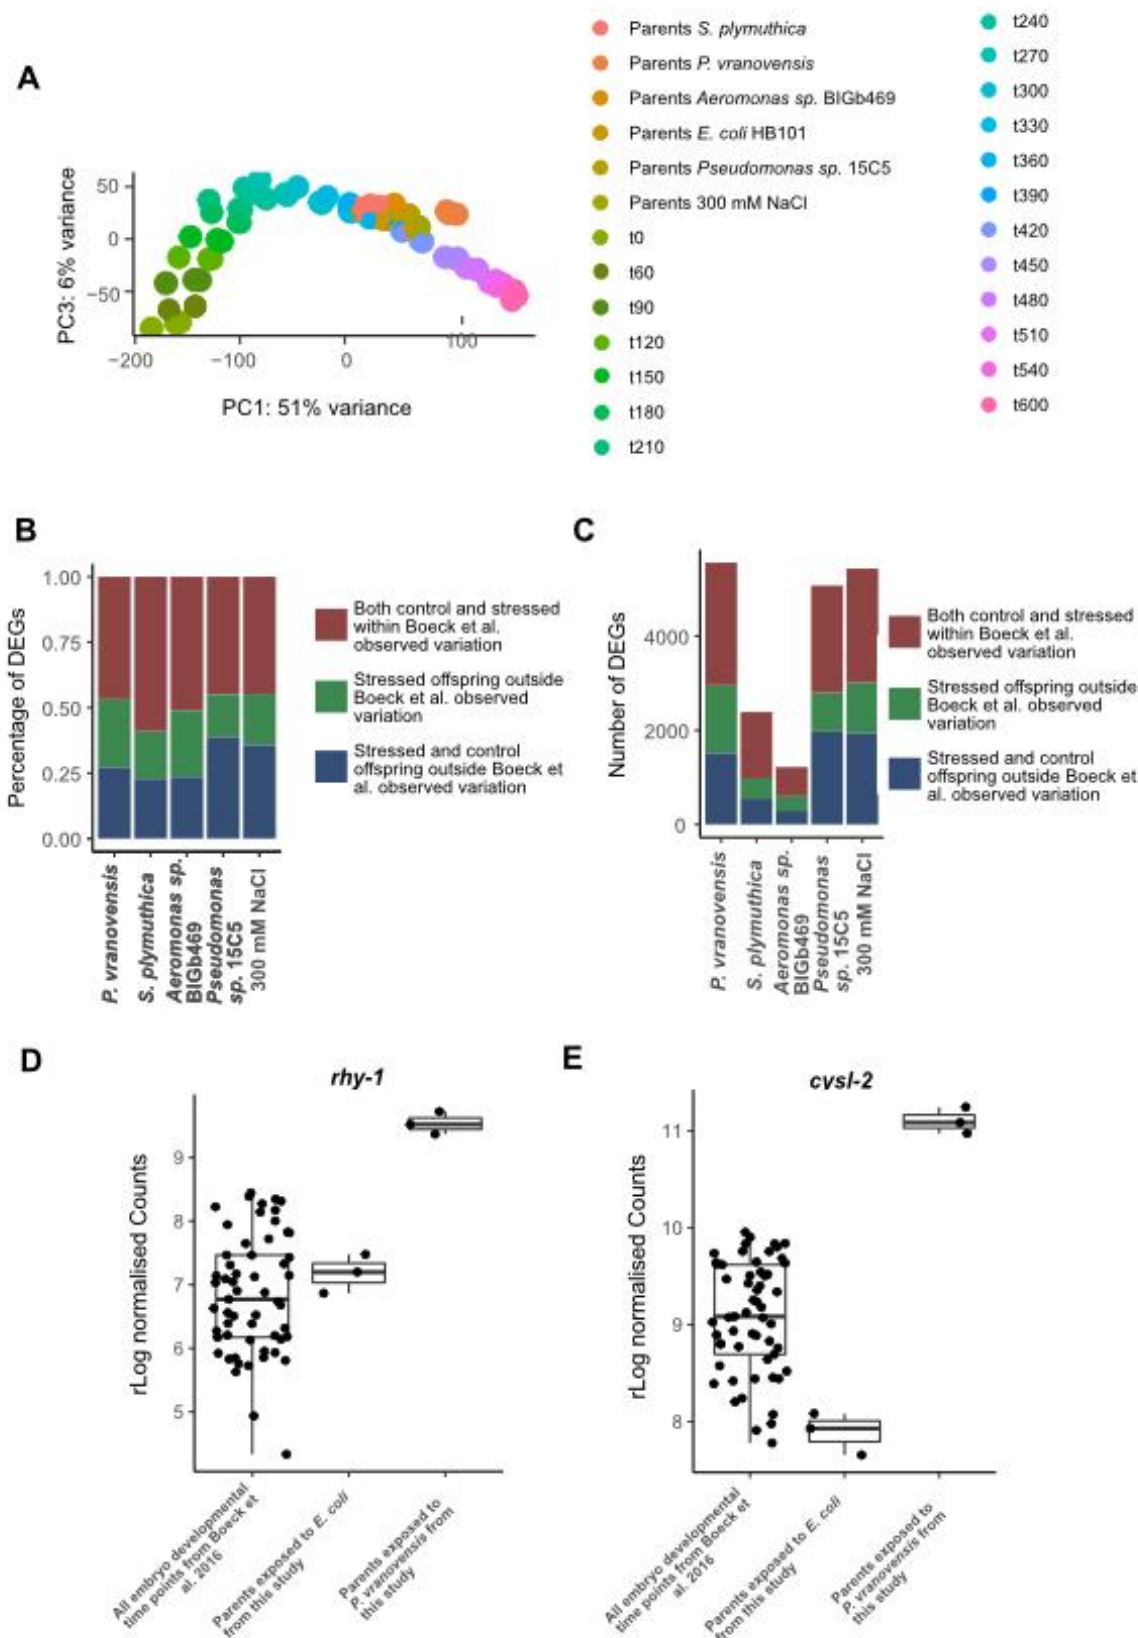 A
PC3: 6% variance
50
0
−50
−200
−100
0
100
PC1: 51% variance
Parents S. plymuthica
Parents P. vranovensis
Parents Aeromonas sp. BIGb469
Parents E. coli HB101
Parents Pseudomonas sp. 15C5
Parents 300 mM NaCl
t0
t60
t90
t120
t150
t180
t210
t240
t270
t300
t330
t360
t390
t420
t450
t480
t510
t540
t600
B
Percentage of DEGs
1.00
0.75
0.50
0.25
0.00
P. vranovensis
S. plymuthica
Aeromonas sp.
BIGb469
Pseudomonas
sp. 15C5
300 mM NaCl
Both control and stressed
within Boeck et al.
observed variation
Stressed offspring outside
Boeck et al. observed
variation
Stressed and control
offspring outside Boeck et
al. observed variation
C
Number of DEGs
4000
2000
0
P. vranovensis
S. plymuthica
Aeromonas sp.
BIGb469
Pseudomonas
sp. 15C5
300 mM NaCl
Both control and stressed
within Boeck et al.
observed variation
Stressed offspring outside
Boeck et al. observed
variation
Stressed and control
offspring outside Boeck et
al. observed variation
D
rhy-1
rLog normalised Counts
9
8
7
6
5
All embryo developmental
time points from Boeck et
al. 2016
Parents exposed to E. coli
from this study
Parents exposed to
P. vranovensis from
this study
E
cysl-2
rLog normalised Counts
11
10
9
8
All embryo developmental
time points from Boeck et
al. 2016
Parents exposed to E. coli
from this study
Parents exposed to
P. vranovensis from
this study